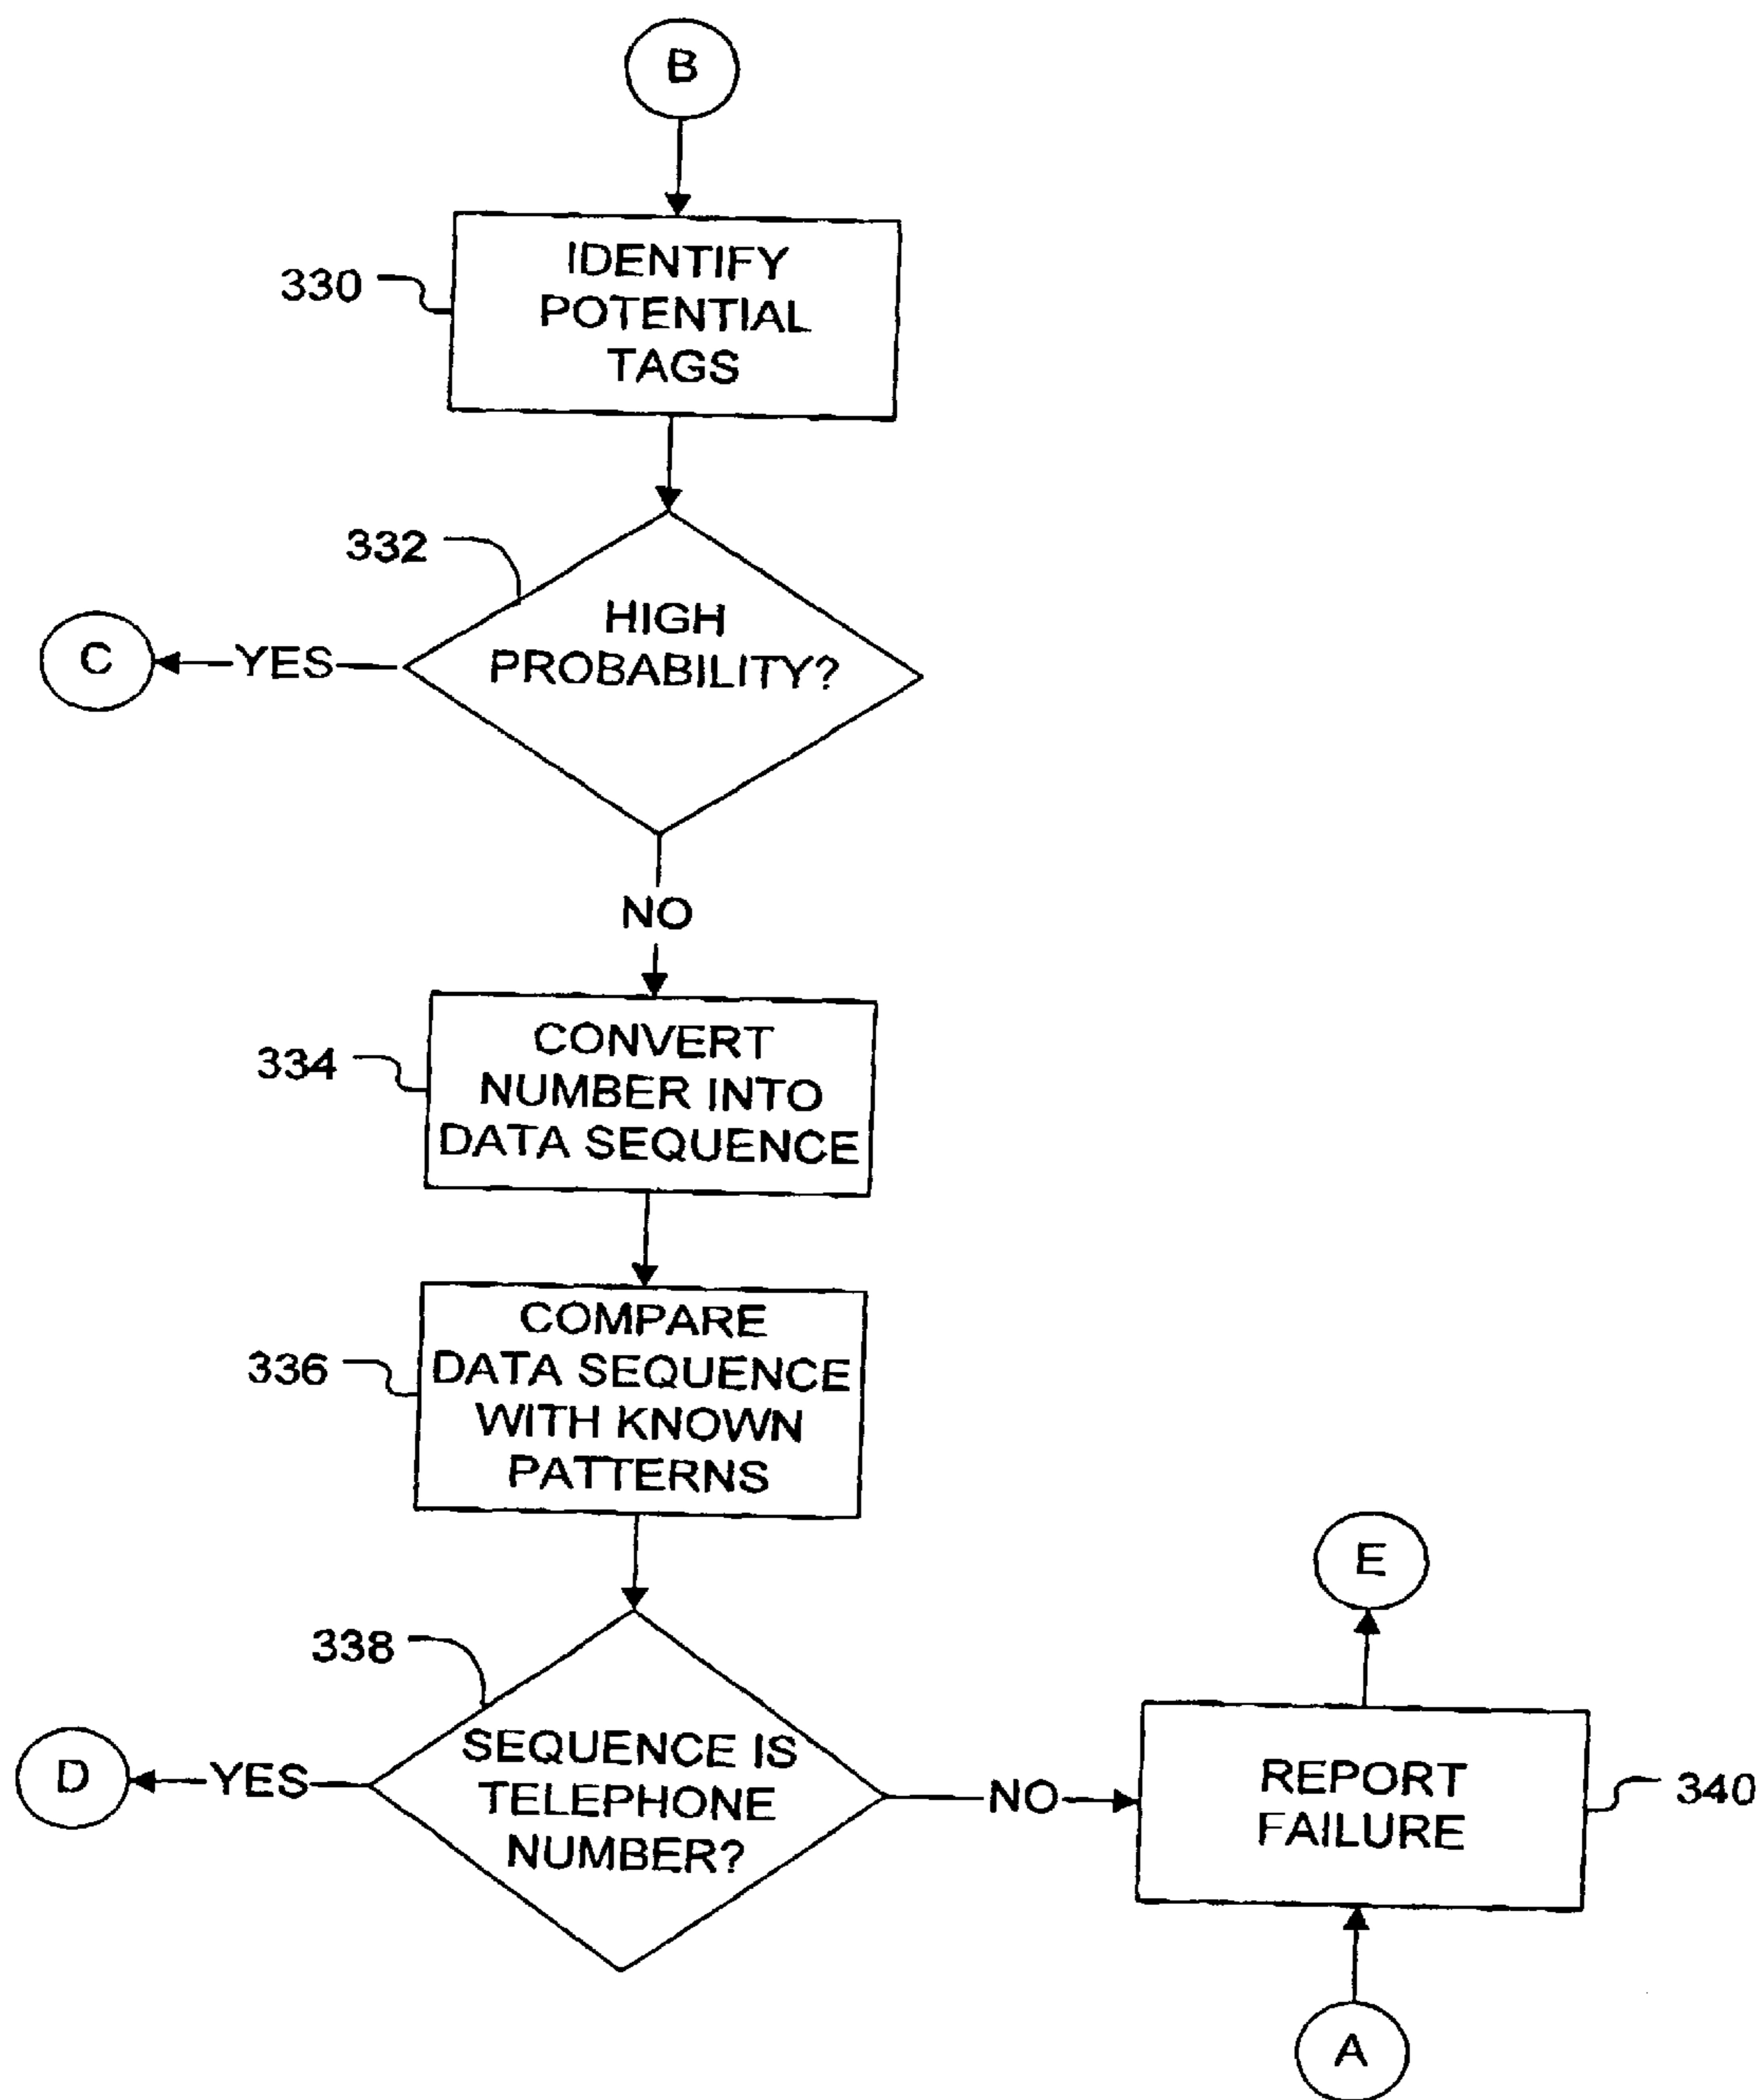 B
330
IDENTIFY
POTENTIAL
TAGS
332
HIGH
PROBABILITY?
C
YES
NO
334
CONVERT
NUMBER INTO
DATA SEQUENCE
336
COMPARE
DATA SEQUENCE
WITH KNOWN
PATTERNS
338
SEQUENCE IS
TELEPHONE
NUMBER?
D
YES
NO
E
REPORT
FAILURE
340
A